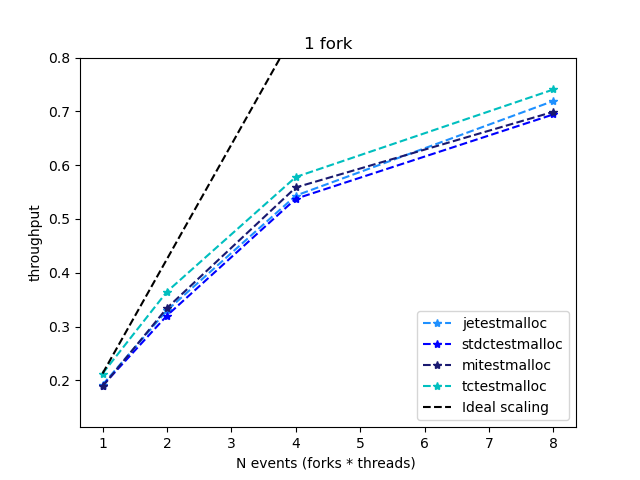 1 fork
0.8
0.7
0.6
0.5
0.4
0.3
0.2
throughput
jetestmalloc
stdctestmalloc
mitestmalloc
tctestmalloc
Ideal scaling
1 2 3 4 5 6 7 8
N events (forks * threads)